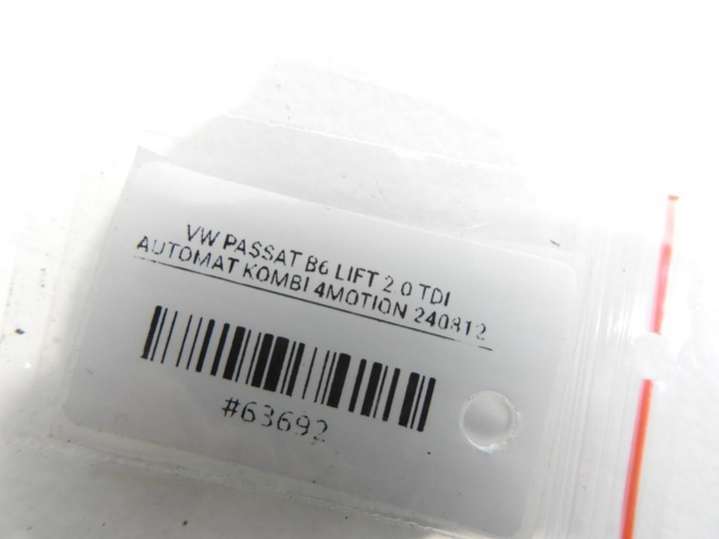 VW PASSAT B6 LIFT 2.0 TDI
AUTOMAT KOMBI 4MOTION 240812
#63692